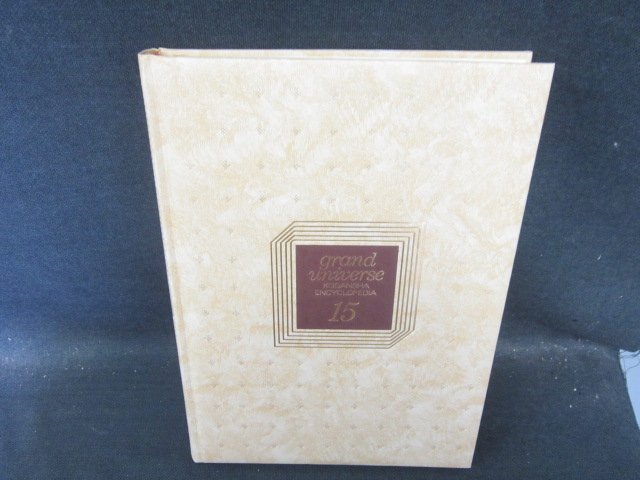 grand
universe
KODANSHA
ENCYCLOPEDIA
15